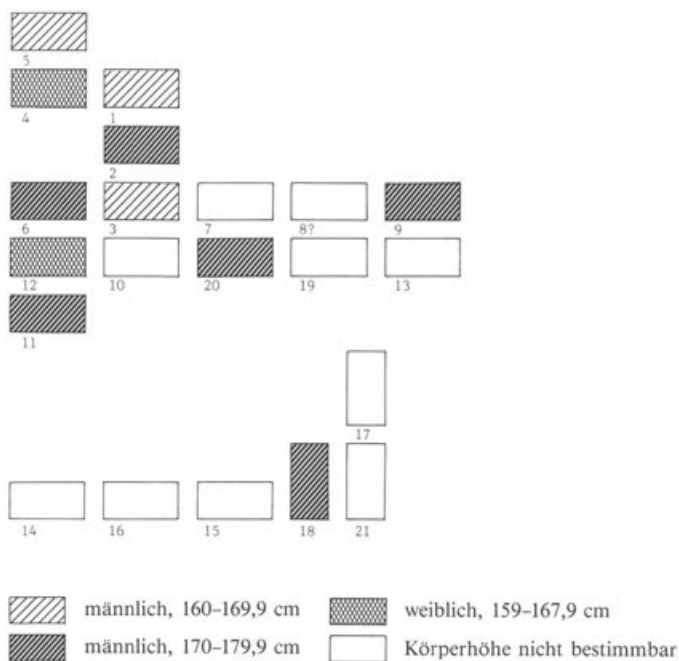 5
4 1
2
6 3 7 8? 9
12 10 20 19 13
11
17
14 16 15 18 21
männlich, 160–169,9 cm weiblich, 159–167,9 cm
männlich, 170–179,9 cm Körperhöhe nicht bestimmbar